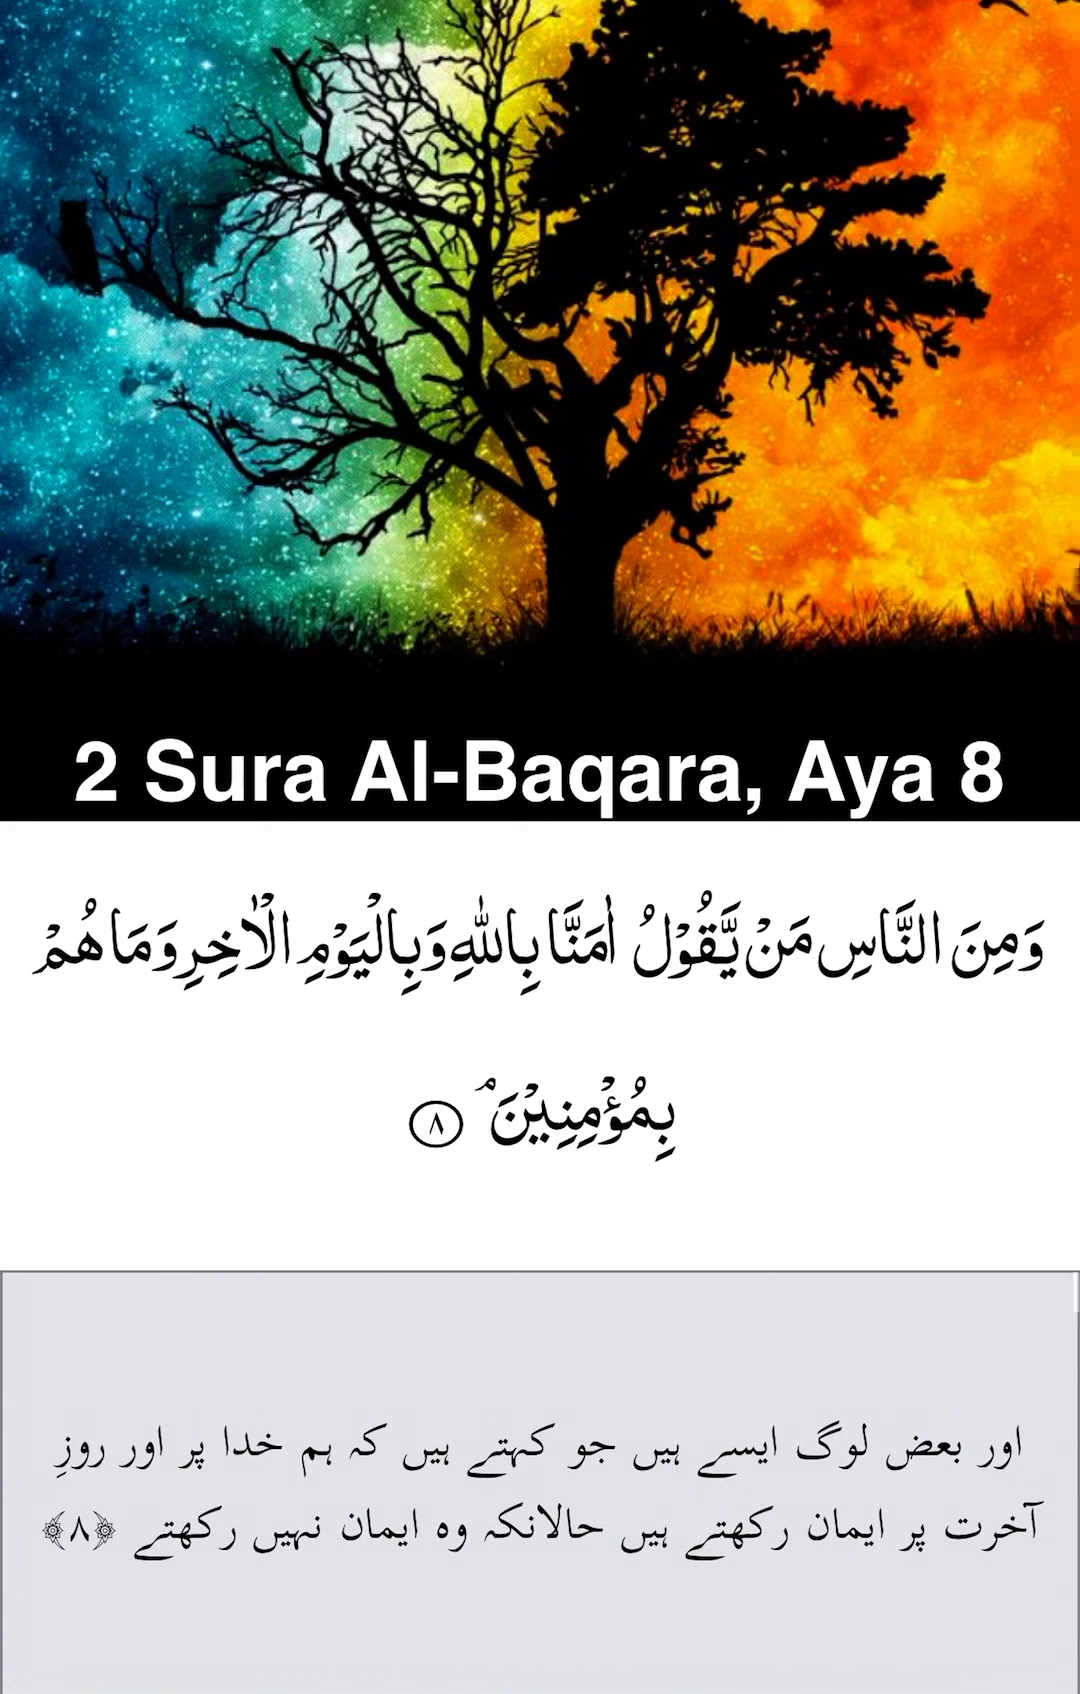 2 Sura Al-Baqara, Aya 8
وَمِنَ النَّاسِ مَنْ يَّقُوْلُ اٰمَنَّا بِاللّٰهِ وَبِالْيَوْمِ الْاٰخِرِ وَمَا هُمْ
بِمُؤْمِنِيْنَ ۘ ۸
اور بعض لوگ ایسے ہیں جو کہتے ہیں کہ ہم خدا پر اور روزِ
آخرت پر ایمان رکھتے ہیں حالانکہ وہ ایمان نہیں رکھتے ﴿۸﴾